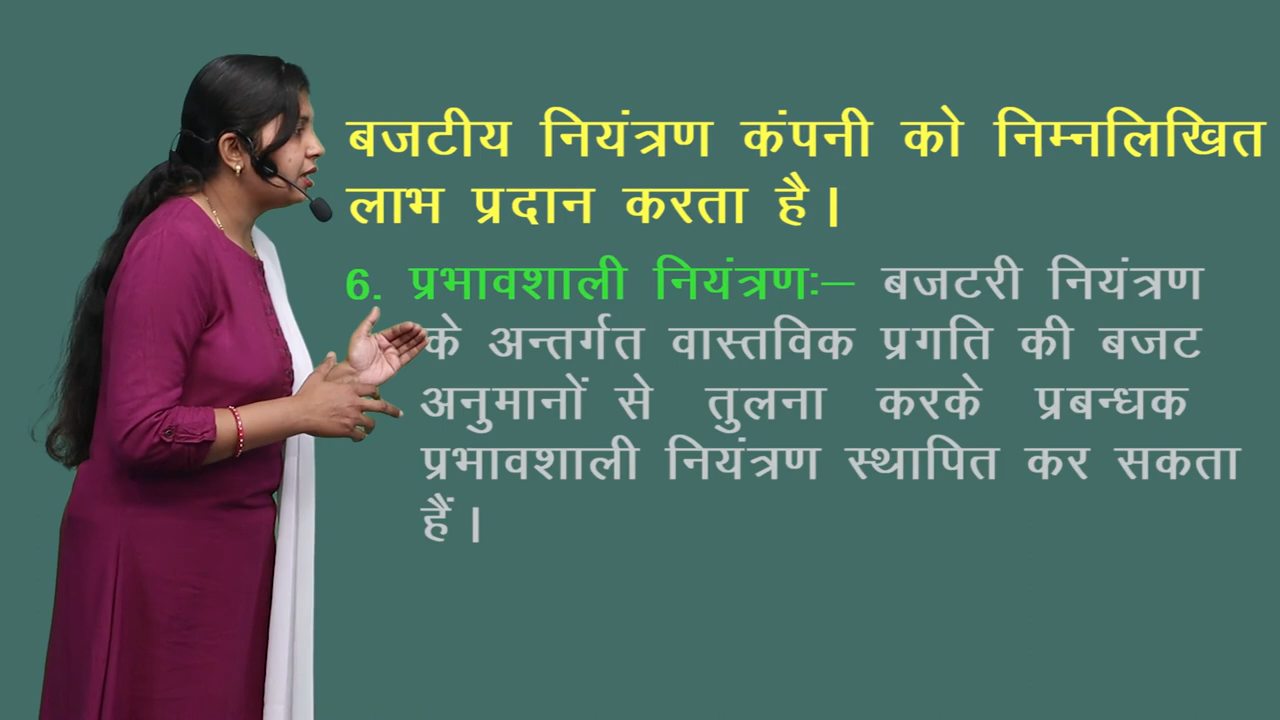 बजटीय नियंत्रण कंपनी को निम्नलिखित
लाभ प्रदान करता है।
6. प्रभावशाली नियंत्रणः— बजटरी नियंत्रण
के अन्तर्गत वास्तविक प्रगति की बजट
अनुमानों से तुलना करके प्रबन्धक
प्रभावशाली नियंत्रण स्थापित कर सकता
हैं।